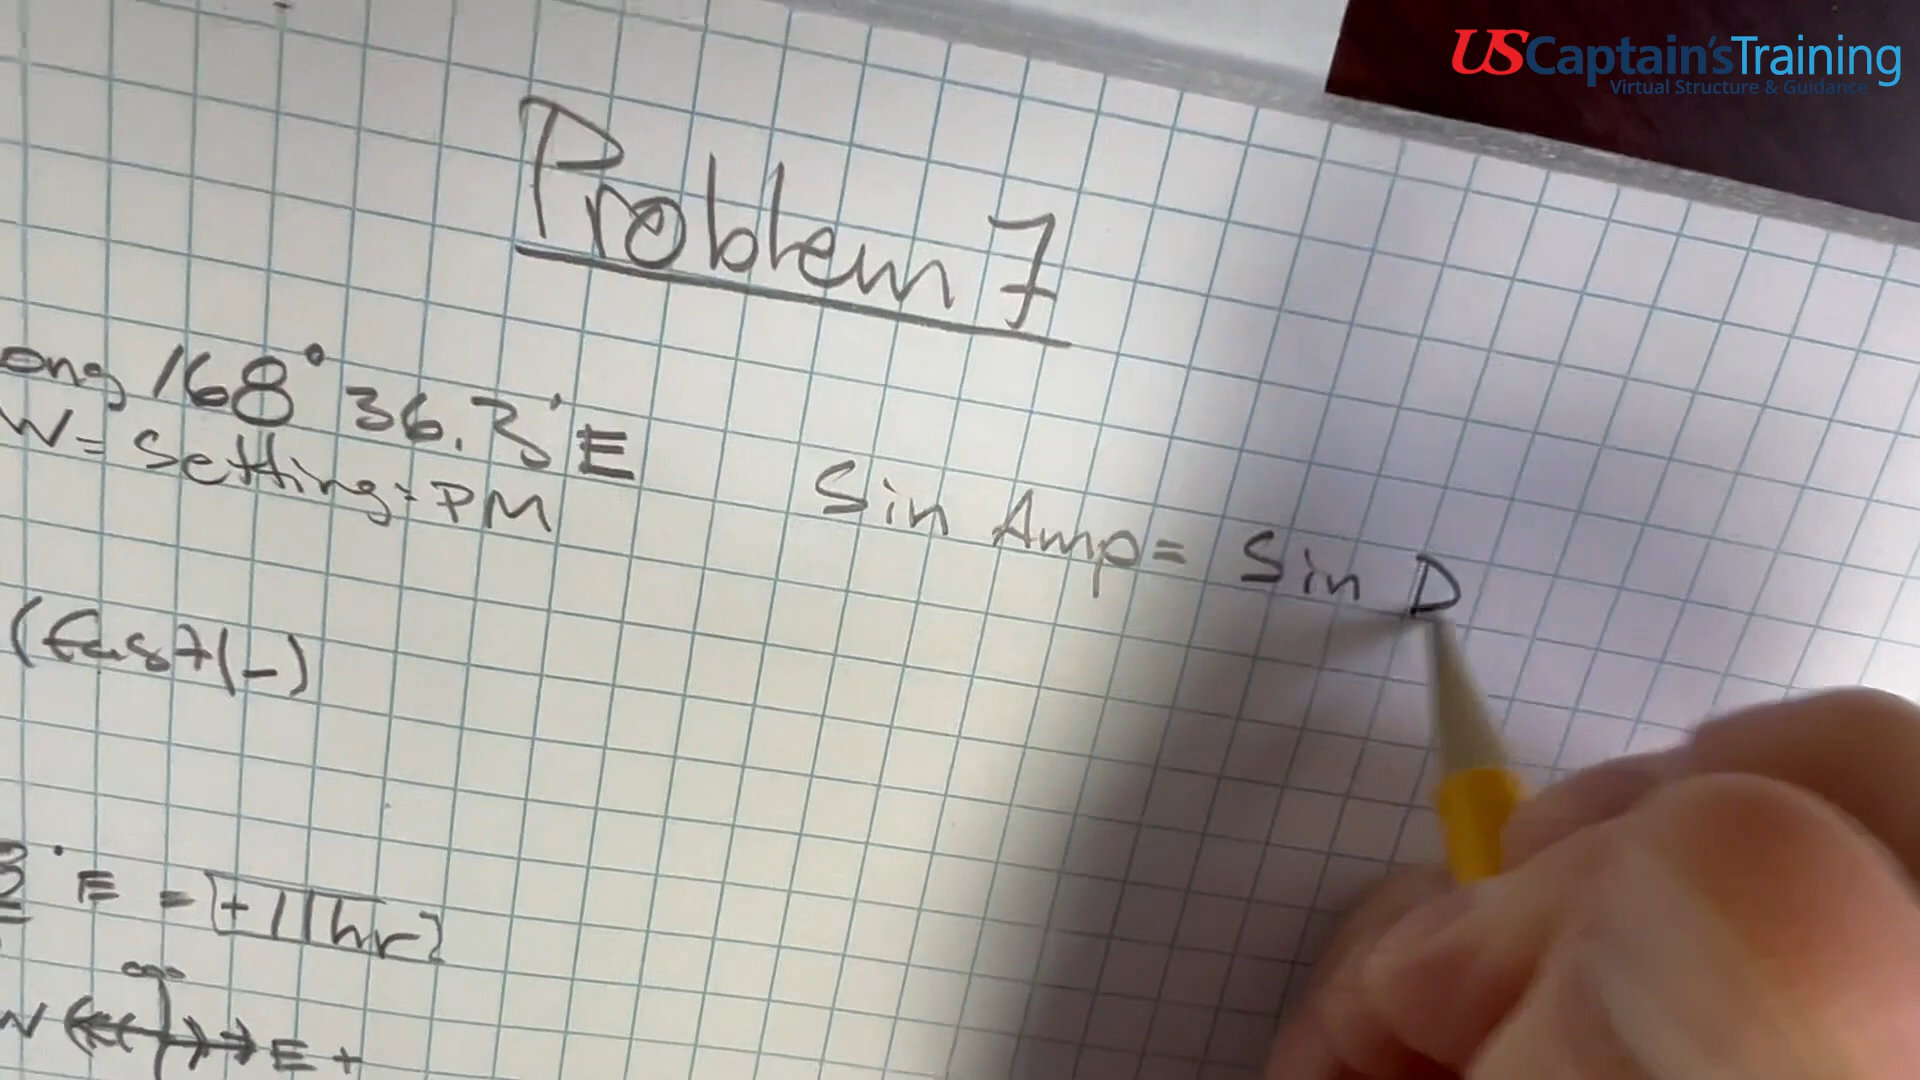 USCaptain'sTraining
Virtual Structure & Guidance
Problem 7
ong 168° 36.3' E
W = Setting = PM
Sin Amp = Sin D
(fast(-)
E = +11hr
W E +